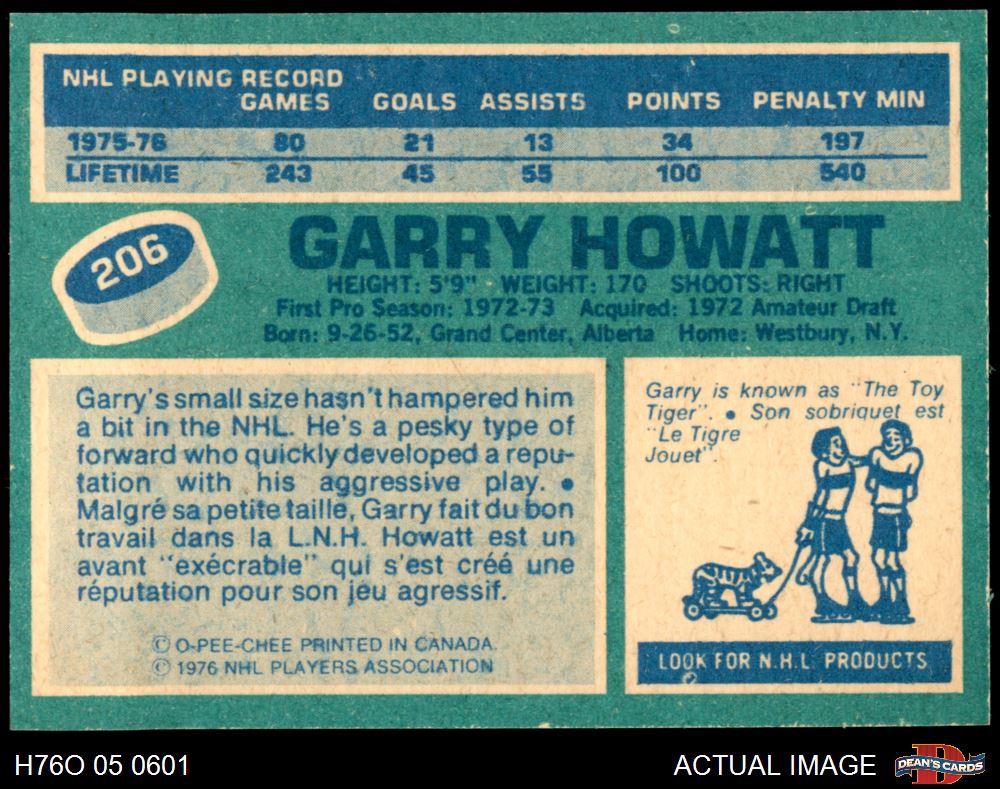 NHL PLAYING RECORD
GAMES GOALS ASSISTS POINTS PENALTY MIN
1975-76 80 21 13 34 197
LIFETIME 243 45 55 100 540
206
GARRY HOWATT
HEIGHT: 5'9" WEIGHT: 170 SHOOTS: RIGHT
First Pro Season: 1972-73 Acquired: 1972 Amateur Draft
Born: 9-26-52, Grand Center, Alberta Home: Westbury, N.Y.
Garry's small size hasn't hampered him
a bit in the NHL. He's a pesky type of
forward who quickly developed a repu-
tation with his aggressive play. ●
Malgré sa petite taille, Garry fait du bon
travail dans la L.N.H. Howatt est un
avant "exécrable" qui s'est créé une
réputation pour son jeu agressif.
© O-PEE-CHEE PRINTED IN CANADA.
© 1976 NHL PLAYERS ASSOCIATION
Garry is known as "The Toy
Tiger". ● Son sobriquet est
"Le Tigre
Jouet".
LOOK FOR N.H.L. PRODUCTS
H76O 05 0601
ACTUAL IMAGE
DEAN'S CARDS